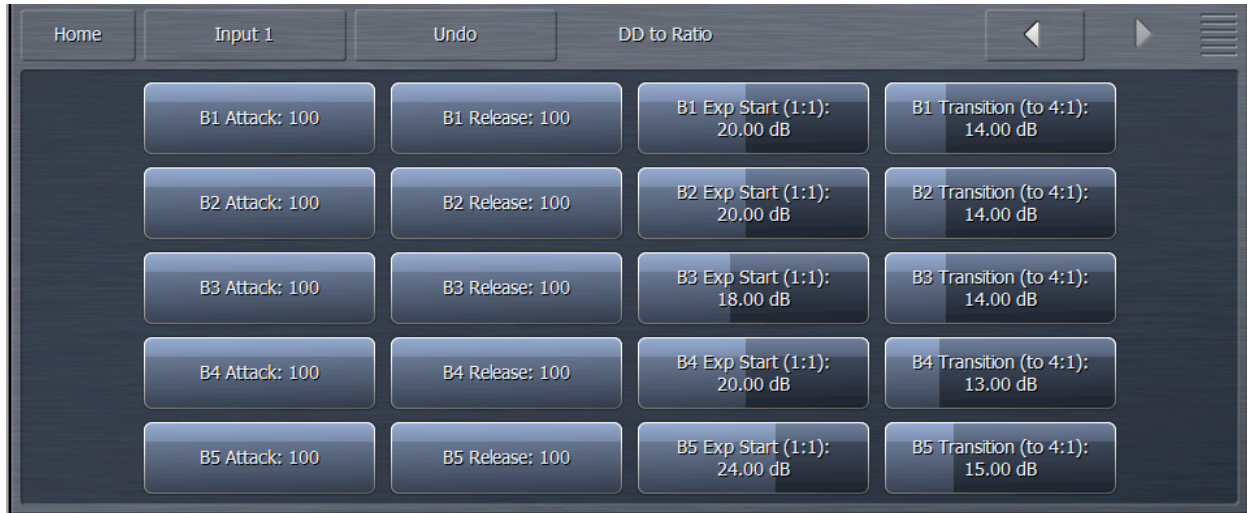 Home
Input 1
Undo
DD to Ratio
B1 Attack: 100
B1 Release: 100
B1 Exp Start (1:1):
20.00 dB
B1 Transition (to 4:1):
14.00 dB
B2 Attack: 100
B2 Release: 100
B2 Exp Start (1:1):
20.00 dB
B2 Transition (to 4:1):
14.00 dB
B3 Attack: 100
B3 Release: 100
B3 Exp Start (1:1):
18.00 dB
B3 Transition (to 4:1):
14.00 dB
B4 Attack: 100
B4 Release: 100
B4 Exp Start (1:1):
20.00 dB
B4 Transition (to 4:1):
13.00 dB
B5 Attack: 100
B5 Release: 100
B5 Exp Start (1:1):
24.00 dB
B5 Transition (to 4:1):
15.00 dB